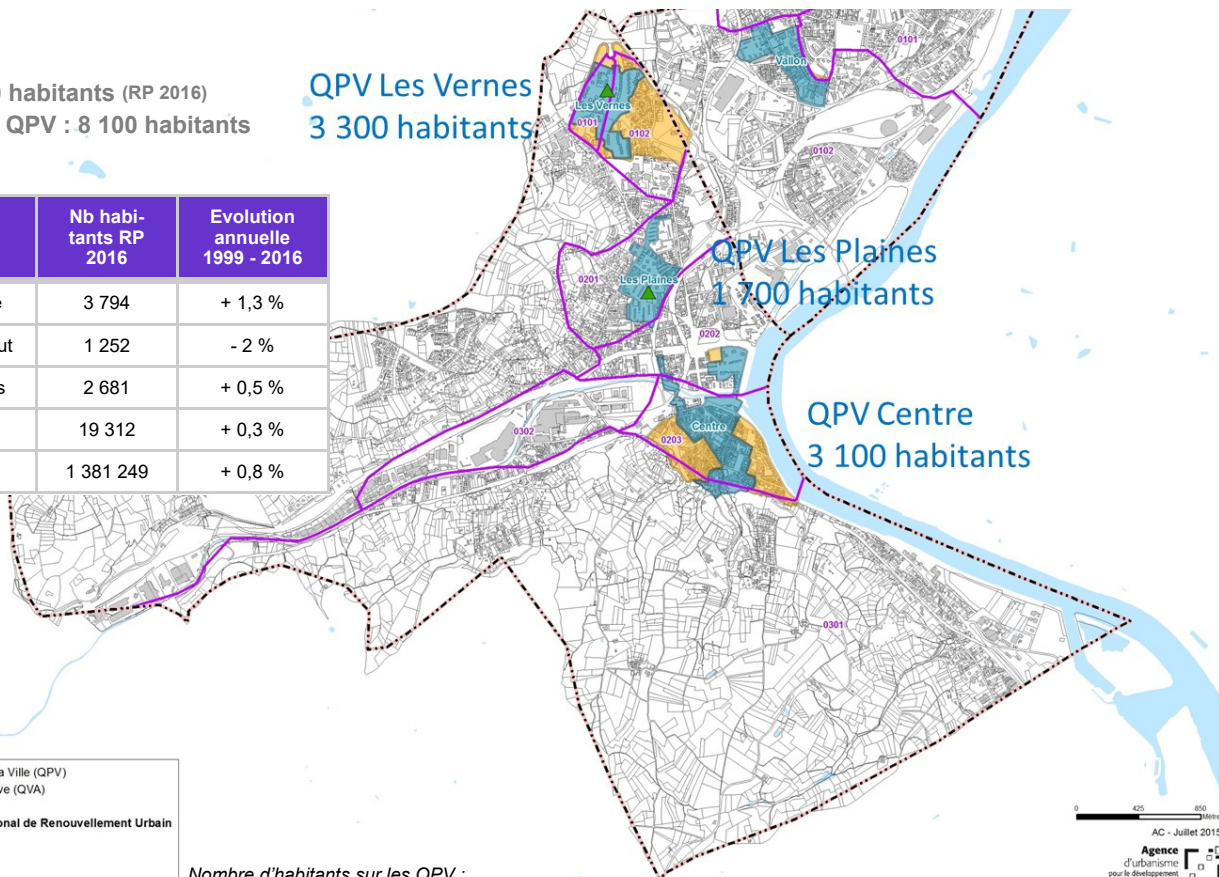 habitants (RP 2016)
QPV : 8 100 habitants
QPV Les Vernes
3 300 habitants
Nb habi-
tants RP
2016
Evolution
annuelle
1999 - 2016
3 794
+ 1,3 %
1 252
- 2 %
2 681
+ 0,5 %
19 312
+ 0,3 %
1 381 249
+ 0,8 %
Vallon
0101
0102
Les Vernes
0101
0102
QPV Les Plaines
1 700 habitants
0201
Les Plaines
0202
QPV Centre
3 100 habitants
0302
Centre
0203
0301
a Ville (QPV)
ve (QVA)
onal de Renouvellement Urbain
Nombre d'habitants sur les QPV :
0 425 850
Mètre
AC - Juillet 2015
Agence
d'urbanisme
pour le développement